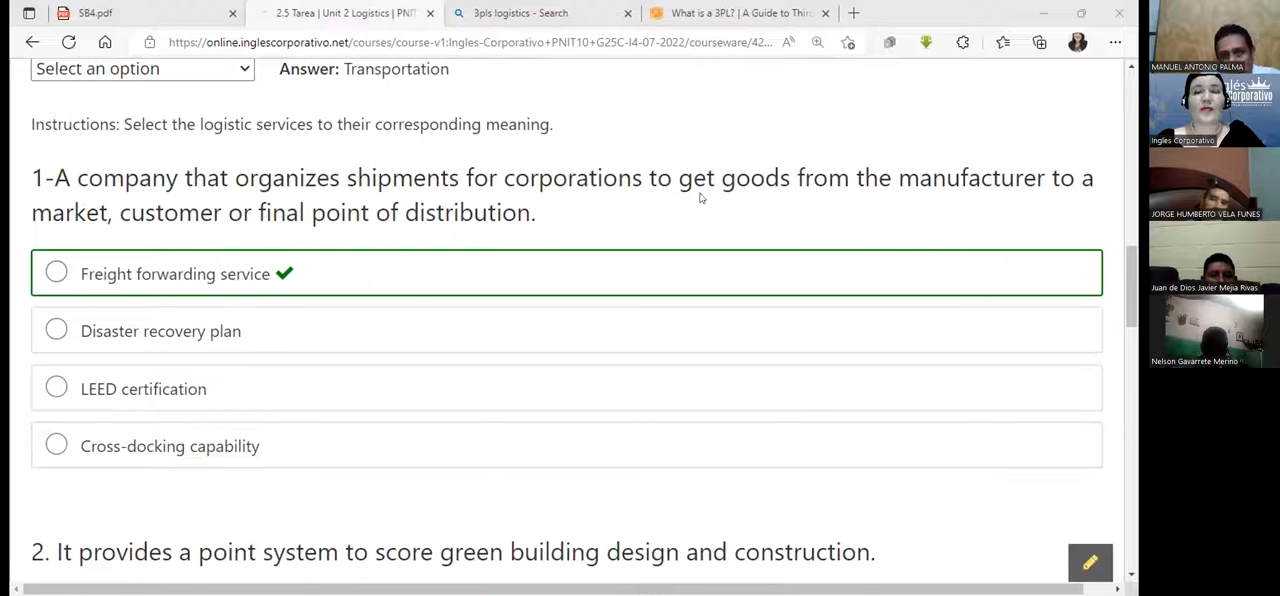 SB4.pdf
2.5 Tarea | Unit 2 Logistics | PNIT
3pls logistics - Search
What is a 3PL? | A Guide to Thir
https://online.inglescorporativo.net/courses/course-v1:Ingles-Corporativo+PNIT10+G25C-I4-07-2022/courseware/42...
Select an option
Answer: Transportation
Instructions: Select the logistic services to their corresponding meaning.
1-A company that organizes shipments for corporations to get goods from the manufacturer to a
market, customer or final point of distribution.
Freight forwarding service
Disaster recovery plan
LEED certification
Cross-docking capability
2. It provides a point system to score green building design and construction.
MANUEL ANTONIO PALMA
Ingles Corporativo
JORGE HUMBERTO VELA FUNES
Juan de Dios Javier Mejia Rivas
Nelson Gavarrete Merino